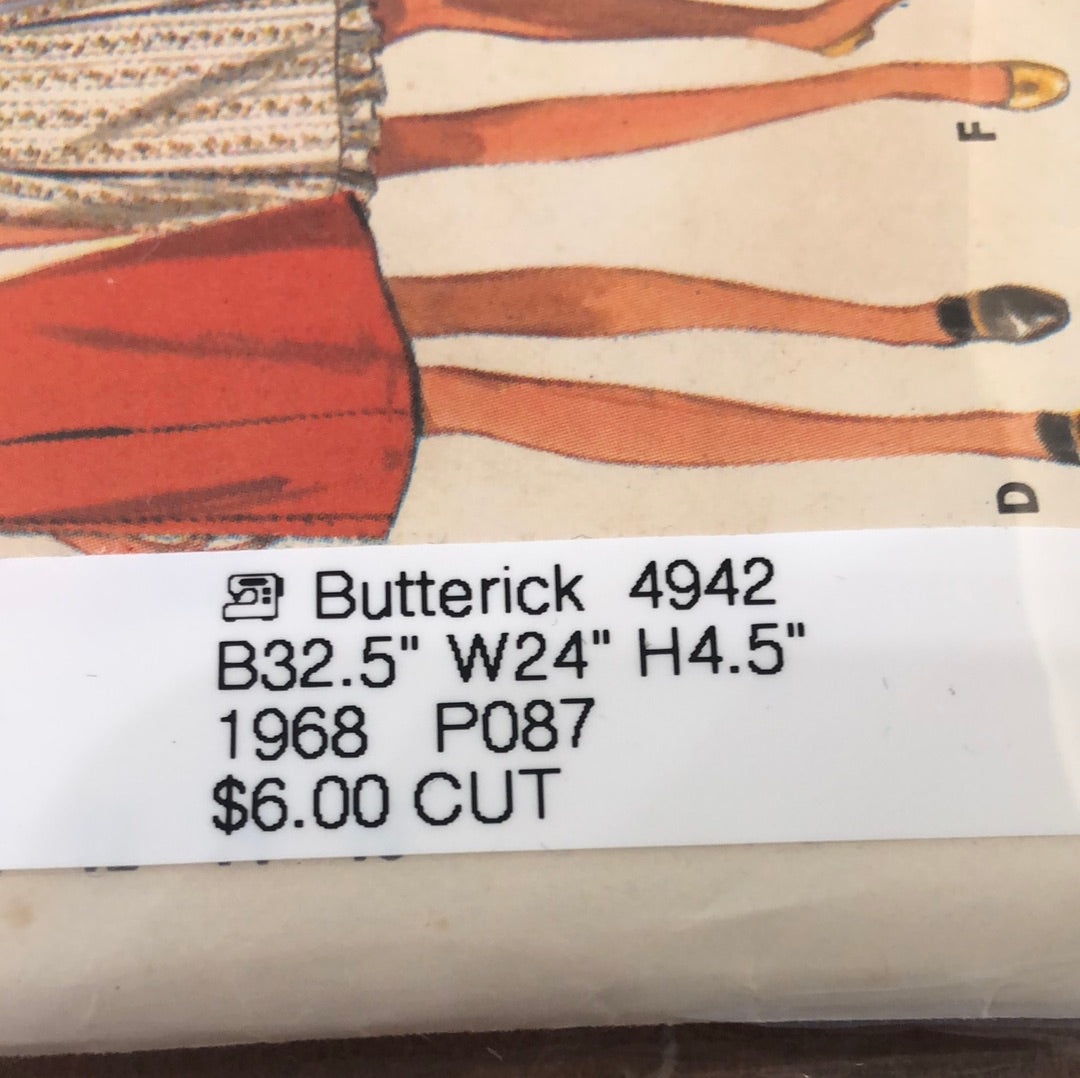 F
D
Butterick 4942
B32.5" W24" H4.5"
1968 P087
$6.00 CUT